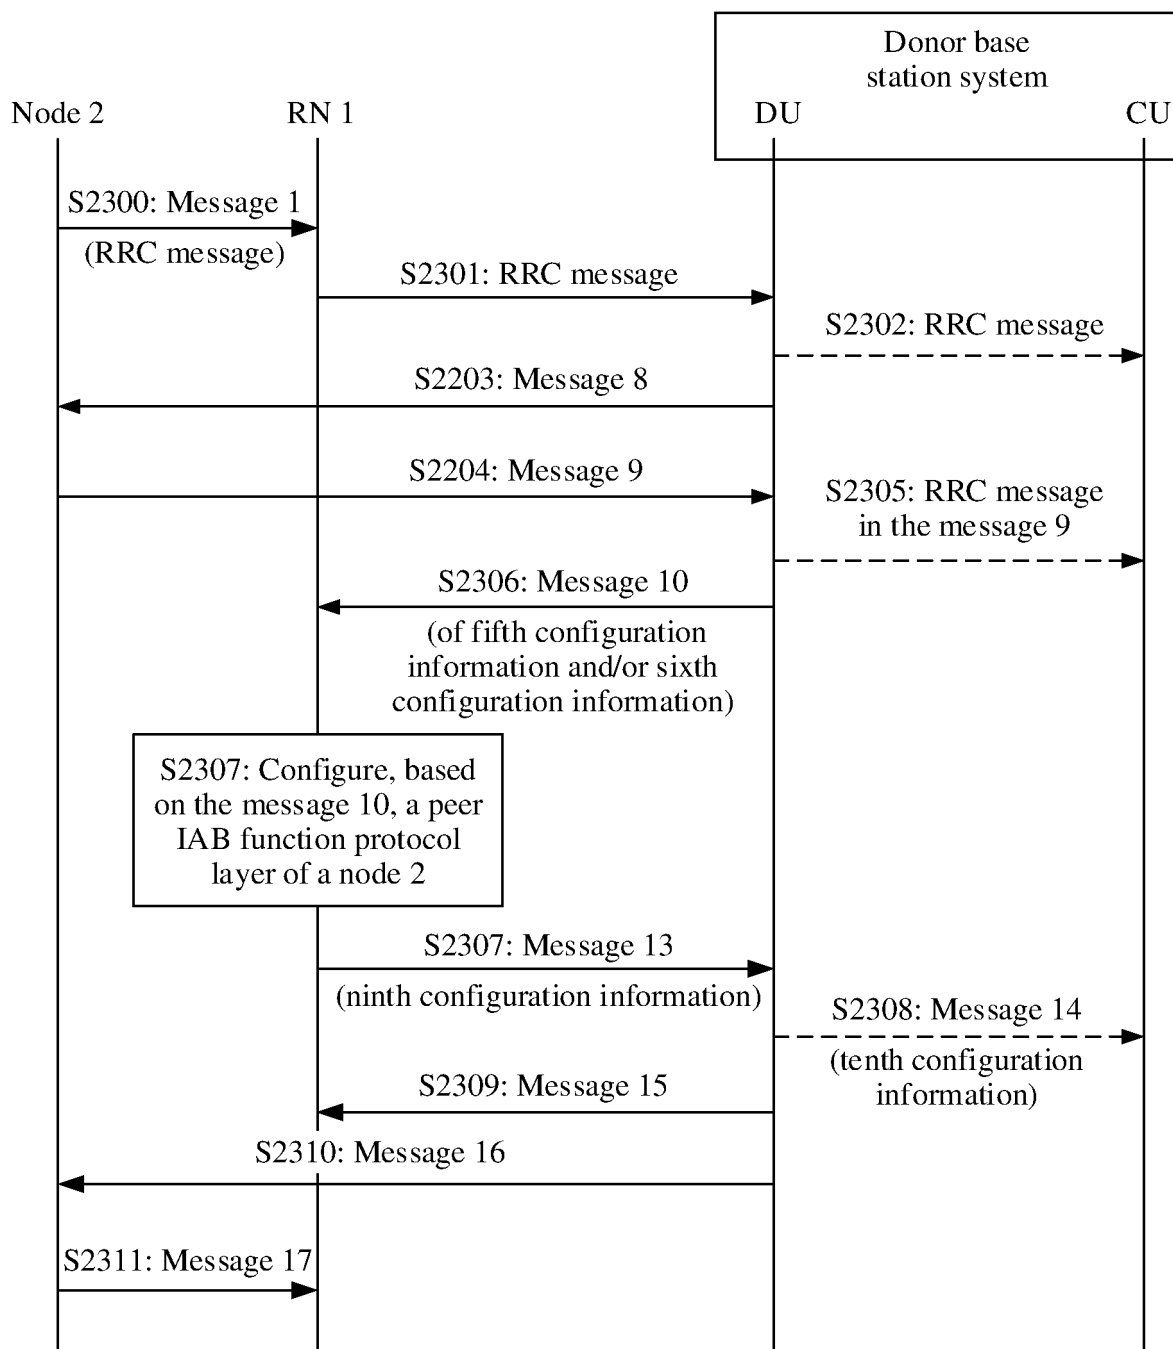 Donor base
station system
Node 2
RN 1
DU
CU
S2300: Message 1
(RRC message)
S2301: RRC message
S2302: RRC message
S2203: Message 8
S2204: Message 9
S2305: RRC message
in the message 9
S2306: Message 10
(of fifth configuration
information and/or sixth
configuration information)
S2307: Configure, based
on the message 10, a peer
IAB function protocol
layer of a node 2
S2307: Message 13
(ninth configuration information)
S2308: Message 14
(tenth configuration
information)
S2309: Message 15
S2310: Message 16
S2311: Message 17